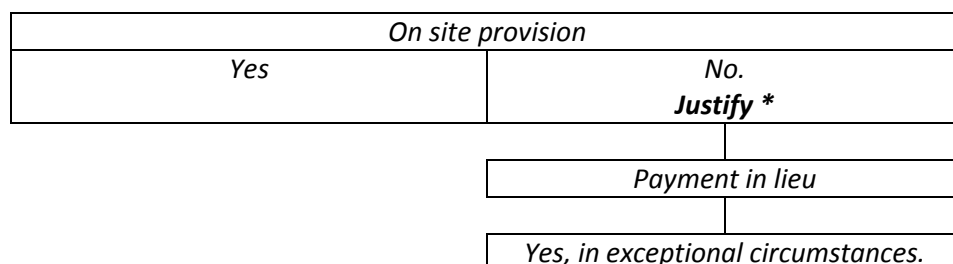 On site provision
Yes
No.
Justify *
Payment in lieu
Yes, in exceptional circumstances.